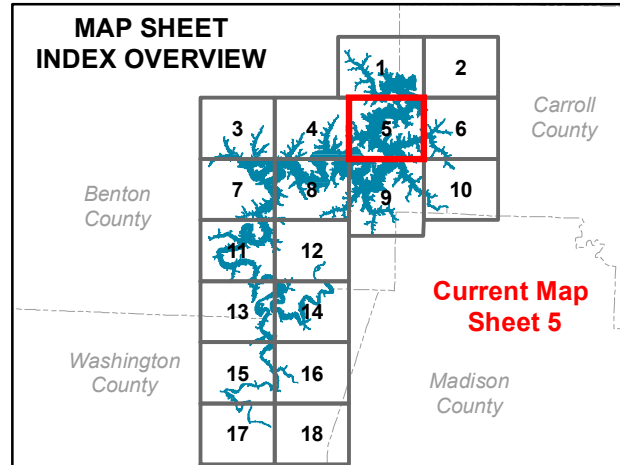 MAP SHEET
INDEX OVERVIEW
1
2
Carroll
County
3
4
5
6
Benton
County
7
8
9
10
11
12
Current Map
Sheet 5
13
14
Washington
County
15
16
Madison
County
17
18